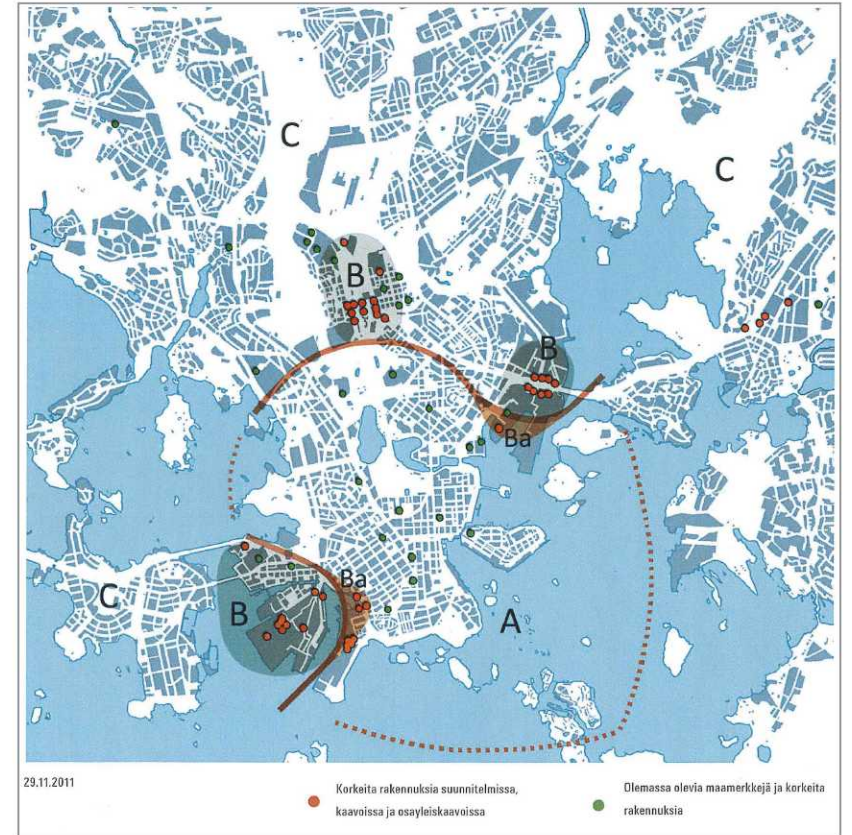 C
C
B
B
Ba
Ba
C
B
A
29.11.2011
Korkeita rakennuksia suunnitelmissa,
kaavoissa ja osayleiskaavoissa
Olemassa olevia maamerkkejä ja korkeita
rakennuksia